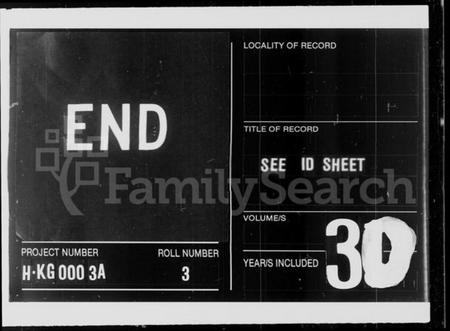 END
PROJECT NUMBER
ROLL NUMBER
H-KG 000 3A
3
LOCALITY OF RECORD
TITLE OF RECORD
SEE ID SHEET
VOLUME/S
YEAR/S INCLUDED
30
FamilySearch